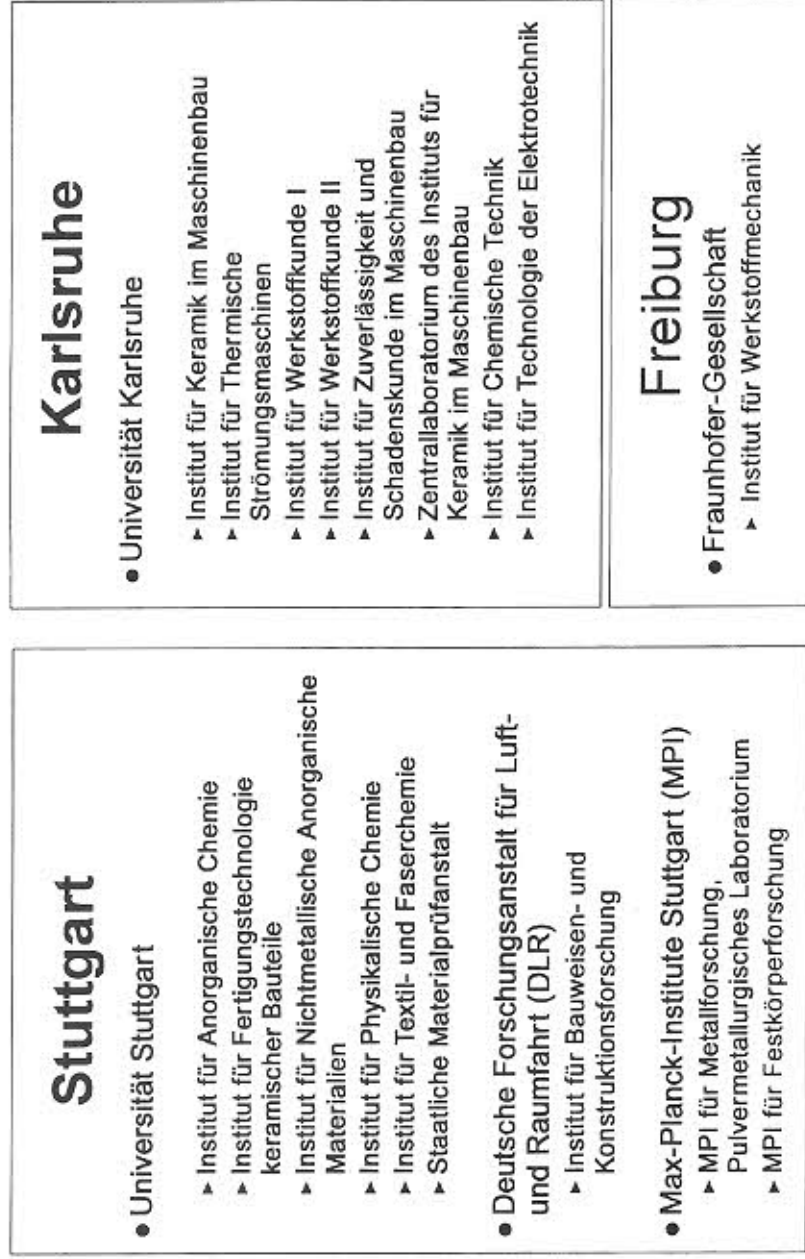 Stuttgart
● Universität Stuttgart
► Institut für Anorganische Chemie
► Institut für Fertigungstechnologie
keramischer Bauteile
► Institut für Nichtmetallische Anorganische
Materialien
► Institut für Physikalische Chemie
► Institut für Textil- und Faserchemie
► Staatliche Materialprüfanstalt
● Deutsche Forschungsanstalt für Luft-
und Raumfahrt (DLR)
► Institut für Bauweisen- und
Konstruktionsforschung
● Max-Planck-Institute Stuttgart (MPI)
► MPI für Metallforschung,
Pulvermetallurgisches Laboratorium
► MPI für Festkörperforschung
Karlsruhe
● Universität Karlsruhe
► Institut für Keramik im Maschinenbau
► Institut für Thermische
Strömungsmaschinen
► Institut für Werkstoffkunde I
► Institut für Werkstoffkunde II
► Institut für Zuverlässigkeit und
Schadenskunde im Maschinenbau
► Zentrallaboratorium des Instituts für
Keramik im Maschinenbau
► Institut für Chemische Technik
► Institut für Technologie der Elektrotechnik
Freiburg
● Fraunhofer-Gesellschaft
► Institut für Werkstoffmechanik